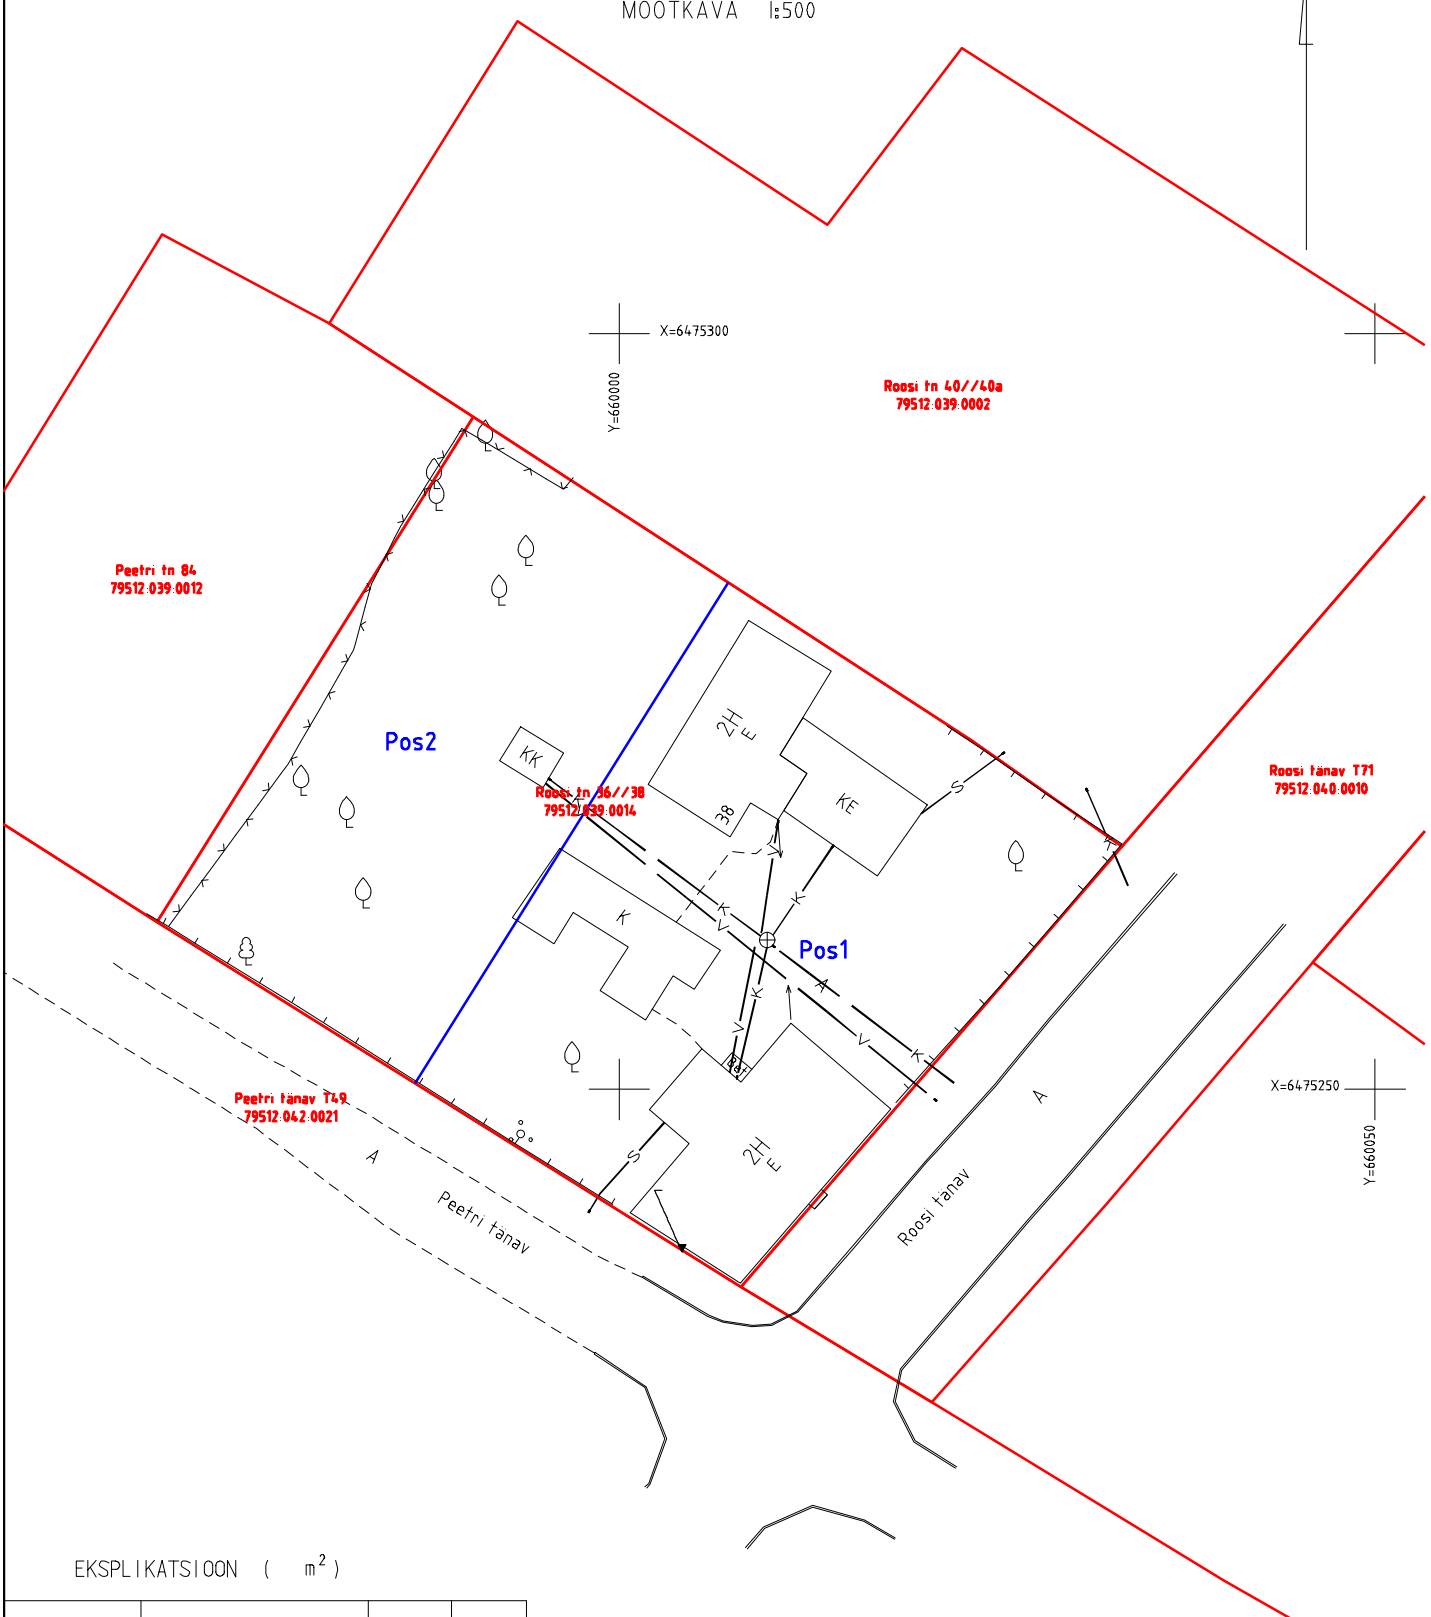 MÕÕTKAVA 1:500
X=6475300
Y=660000
Roosi tn 40//40a
79512:039:0002
Peetri tn 84
79512:039:0012
Pos2
2H
E
KK
38
KE
S
Roosi tn 36//38
79512:039:0014
Roosi tänav T71
79512:040:0010
K
V
K
K
K
V
Pos1
A
K
V
V
K
X=6475250
Y=660050
Peetri tänav T49
79512:042:0021
A
A
2H
E
S
Peetri tänav
Roosi tänav
EKSPLIKATSIOON ( m²)